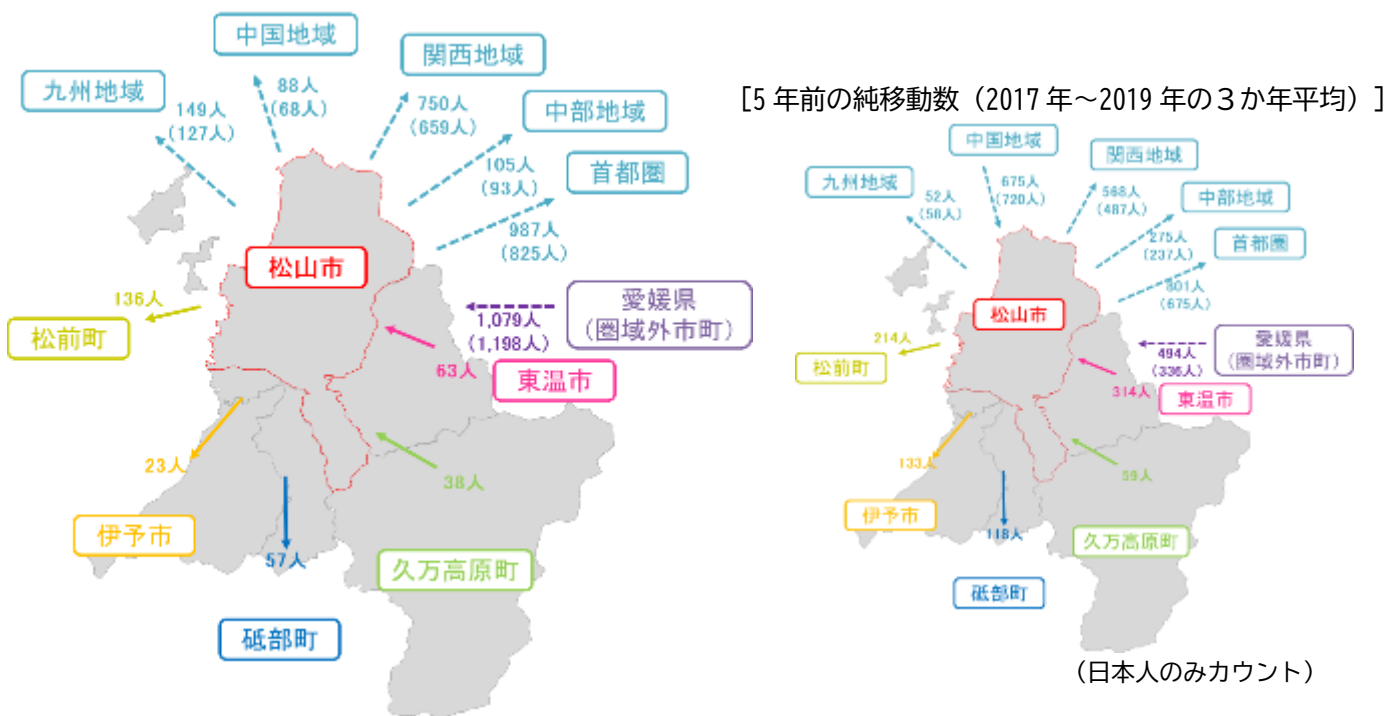 中国地域
関西地域
九州地域
88人
(68人)
149人
(127人)
750人
(659人)
中部地域
105人
(93人)
首都圏
987人
(825人)
松山市
136人
松前町
1,079人
(1,198人)
愛媛県
(圏域外市町)
63人
東温市
23人
38人
伊予市
57人
久万高原町
砥部町
[5年前の純移動数（2017年～2019年の３か年平均）]
中国地域
関西地域
九州地域
675人
(720人)
52人
(58人)
568人
(487人)
中部地域
275人
(237人)
首都圏
801人
(675人)
松山市
214人
松前町
494人
(336人)
愛媛県
(圏域外市町)
314人
東温市
133人
59人
伊予市
118人
久万高原町
砥部町
（日本人のみカウント）